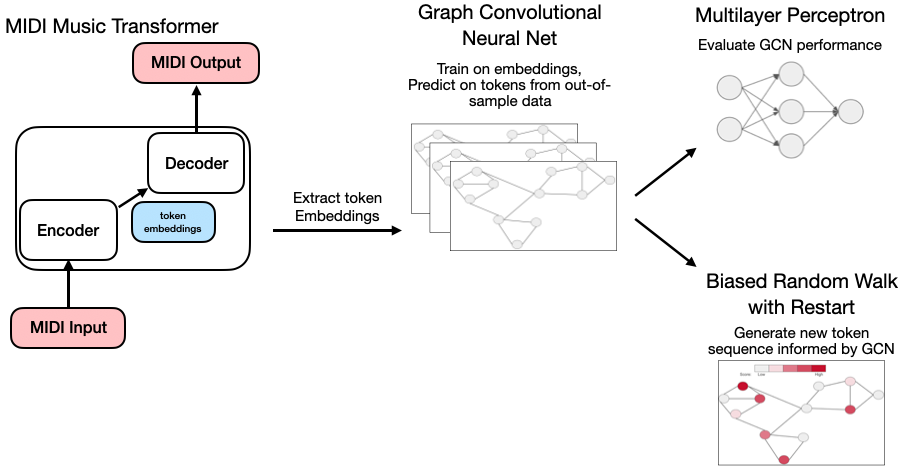 MIDI Music Transformer
MIDI Output
Decoder
token
embeddings
Encoder
MIDI Input
Extract token
Embeddings
Graph Convolutional
Neural Net
Train on embeddings,
Predict on tokens from out-of-
sample data
Multilayer Perceptron
Evaluate GCN performance
Biased Random Walk
with Restart
Generate new token
sequence informed by GCN
Score Low High